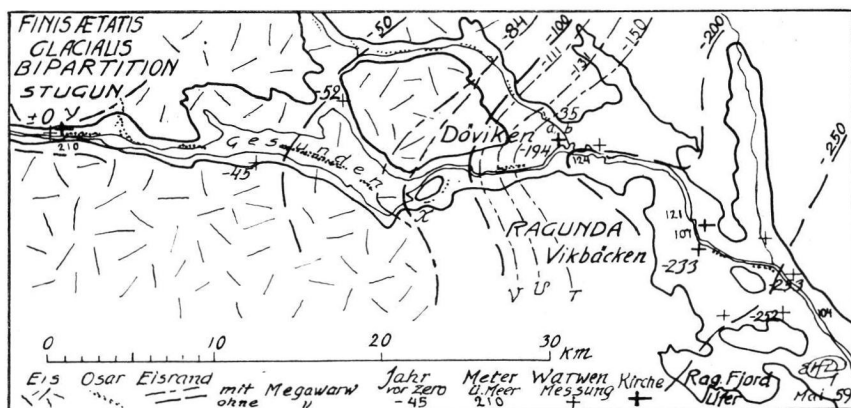 FINIS ÆTATIS
GLACIALIS
BIPARTITION
STUGUN
±0
V
210
-50
-84
-100
-111
-131
-150
-200
-250
-52
-35
a b
Döviken
-194
124
Gesunden
-45
X
RAGUNDA
Vikbäcken
V U T
121
107
-233
-253
-252
104
0 10 20 30 km
Eis Osar Eisrand mit Megawarw Jahr vor Zero -45 Meter ü. Meer 210 Warwen Messung Kirche Rag. Fjord Ufer
ohne "
Mai 59